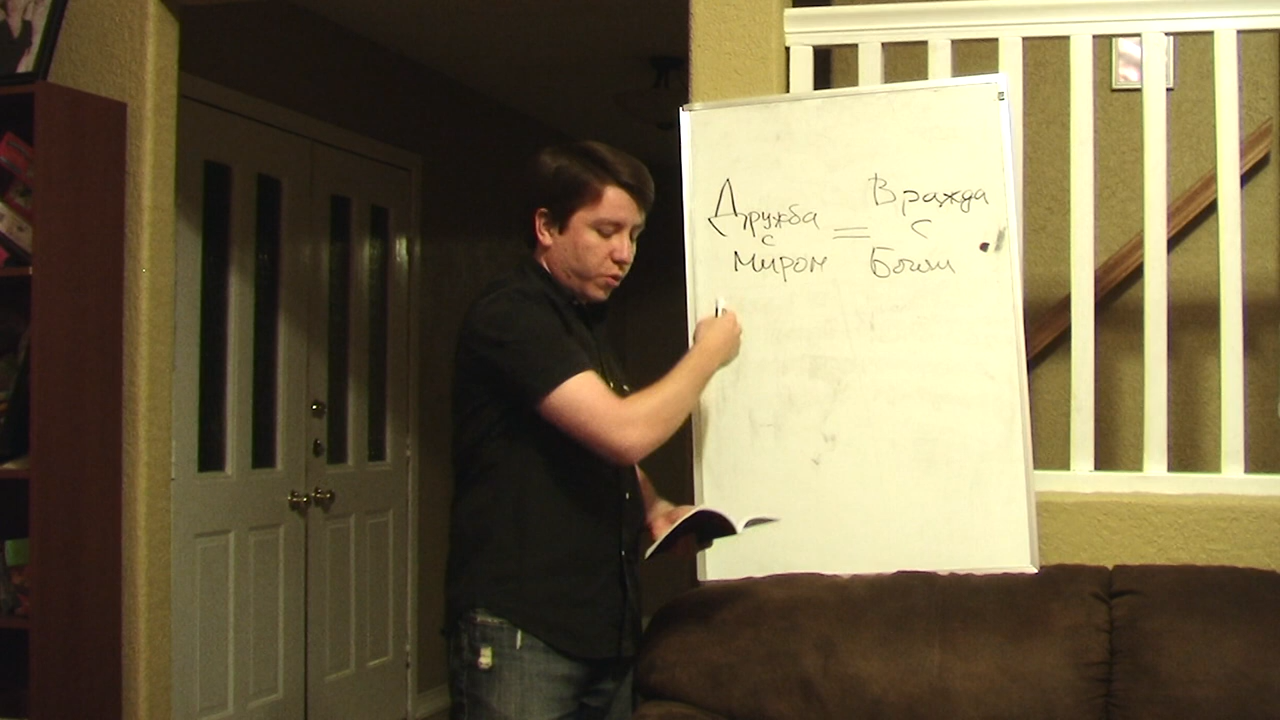 Дружба
с
миром
=
Вражда
с
Богом